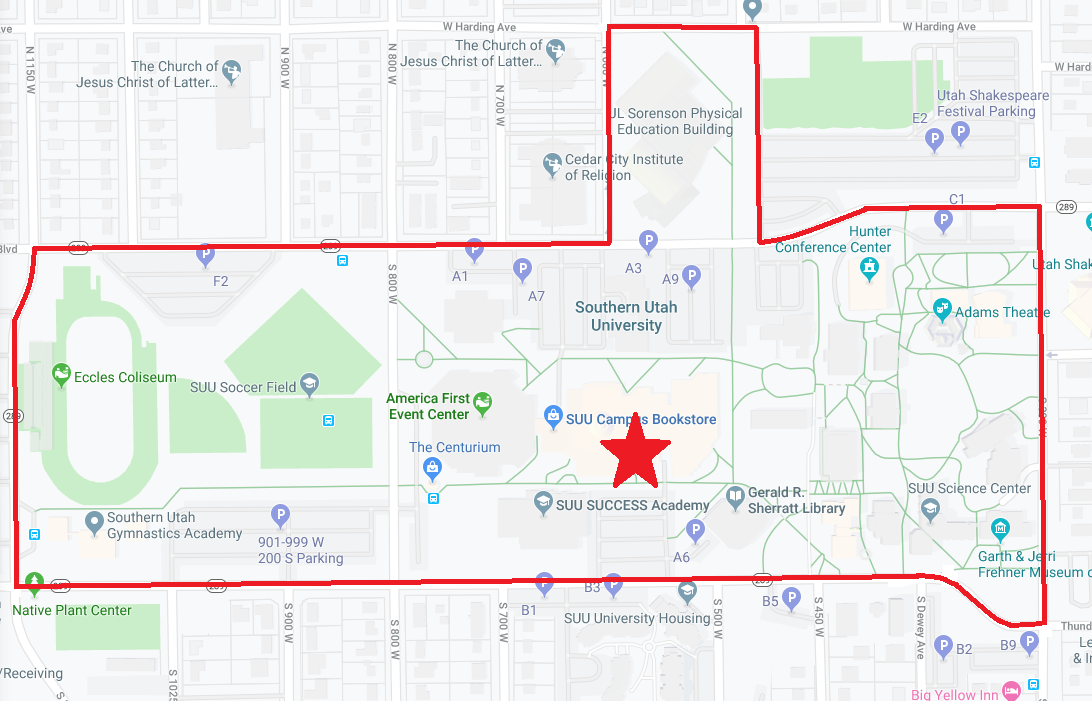 W Harding Ave
W Harding Ave
W Hard
N 1150 W
N 900 W
N 800 W
N 700 W
The Church of
Jesus Christ of Latter...
The Church of
Jesus Christ of Latter...
JL Sorenson Physical
Education Building
Cedar City Institute
of Religion
Utah Shakespeare
Festival Parking
E2
P
P
C1
P
289
Blvd
289
P
F2
P
A1
P
A7
P
A3
P
A9
Hunter
Conference Center
Utah Shak
Adams Theatre
S 800 W
Southern Utah
University
Eccles Coliseum
SUU Soccer Field
America First
Event Center
SUU Campus Bookstore
289
The Centurium
SUU SUCCESS Academy
Gerald R.
Sherratt Library
SUU Science Center
Southern Utah
Gymnastics Academy
P
901-999 W
200 S Parking
P
A6
Garth & Jerri
Frehner Museum o
289
289
289
Native Plant Center
P
B1
B3
P
SUU University Housing
B5
P
Thund
P
B2
B9
P
Le
& In
S 900 W
S 800 W
S 700 W
S 500 W
S 450 W
S Dewey Ave
S 1025
/Receiving
Big Yellow Inn